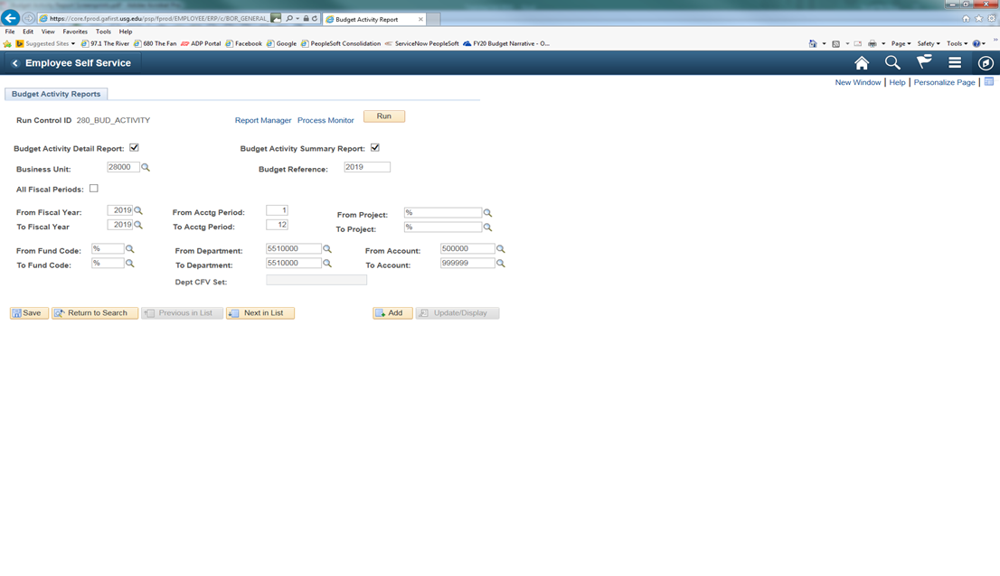 https://core.fprod.gafirst.usg.edu/psp/fprod/EMPLOYEE/ERP/c/BOR_GENERAL_
Budget Activity Report
File Edit View Favorites Tools Help
Suggested Sites 97.1 The River 680 The Fan ADP Portal Facebook Google PeopleSoft Consolidation ServiceNow PeopleSoft FY20 Budget Narrative - O... Page Safety Tools
Employee Self Service
New Window | Help | Personalize Page |
Budget Activity Reports
Run Control ID 280_BUD_ACTIVITY Report Manager Process Monitor Run
Budget Activity Detail Report: Budget Activity Summary Report:
Business Unit: 28000 Budget Reference: 2019
All Fiscal Periods:
From Fiscal Year: 2019 From Acctg Period: 1 From Project: %
To Fiscal Year 2019 To Acctg Period: 12 To Project: %
From Fund Code: % From Department: 5510000 From Account: 500000
To Fund Code: % To Department: 5510000 To Account: 999999
Dept CFV Set:
Save Return to Search Previous in List Next in List Add Update/Display